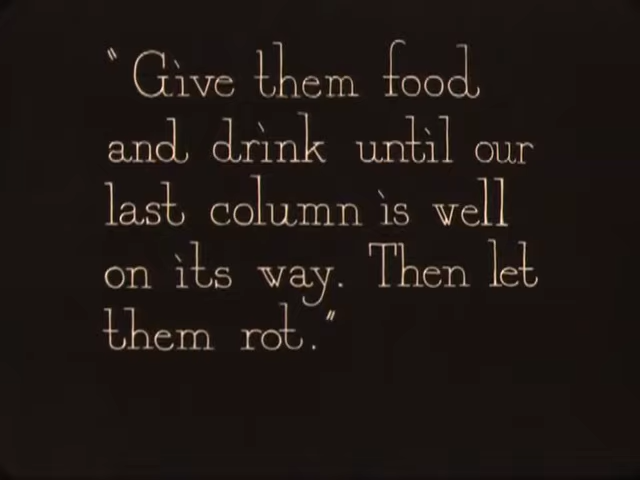 "Give them food
and drink until our
last column is well
on its way. Then let
them rot."